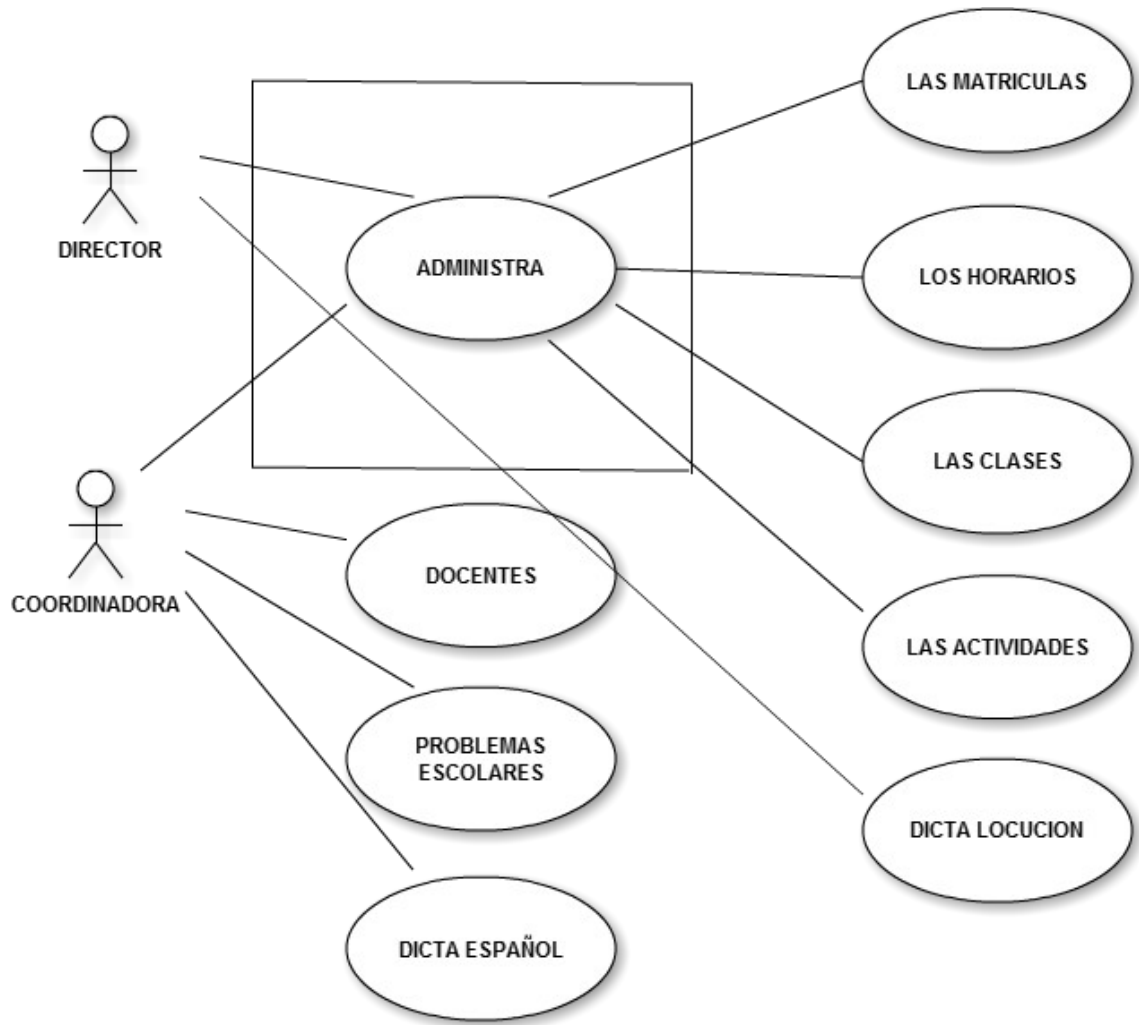 LAS MATRICULAS
DIRECTOR
ADMINISTRA
LOS HORARIOS
LAS CLASES
COORDINADORA
DOCENTES
LAS ACTIVIDADES
PROBLEMAS
ESCOLARES
DICTA LOCUCION
DICTA ESPAÑOL